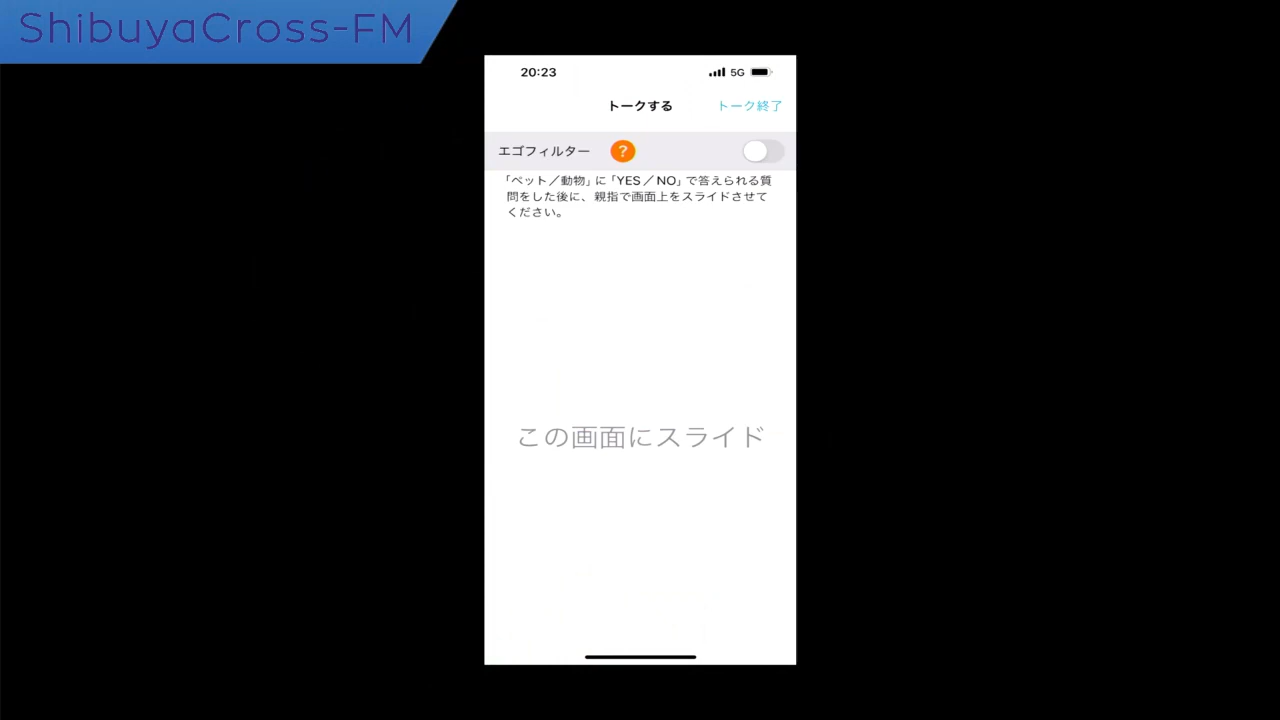 ShibuyaCross-FM
20:23
5G
トークする
トーク終了
エゴフィルター
?
「ペット／動物」に「YES／NO」で答えられる質
問をした後に、親指で画面上をスライドさせて
ください。
この画面にスライド